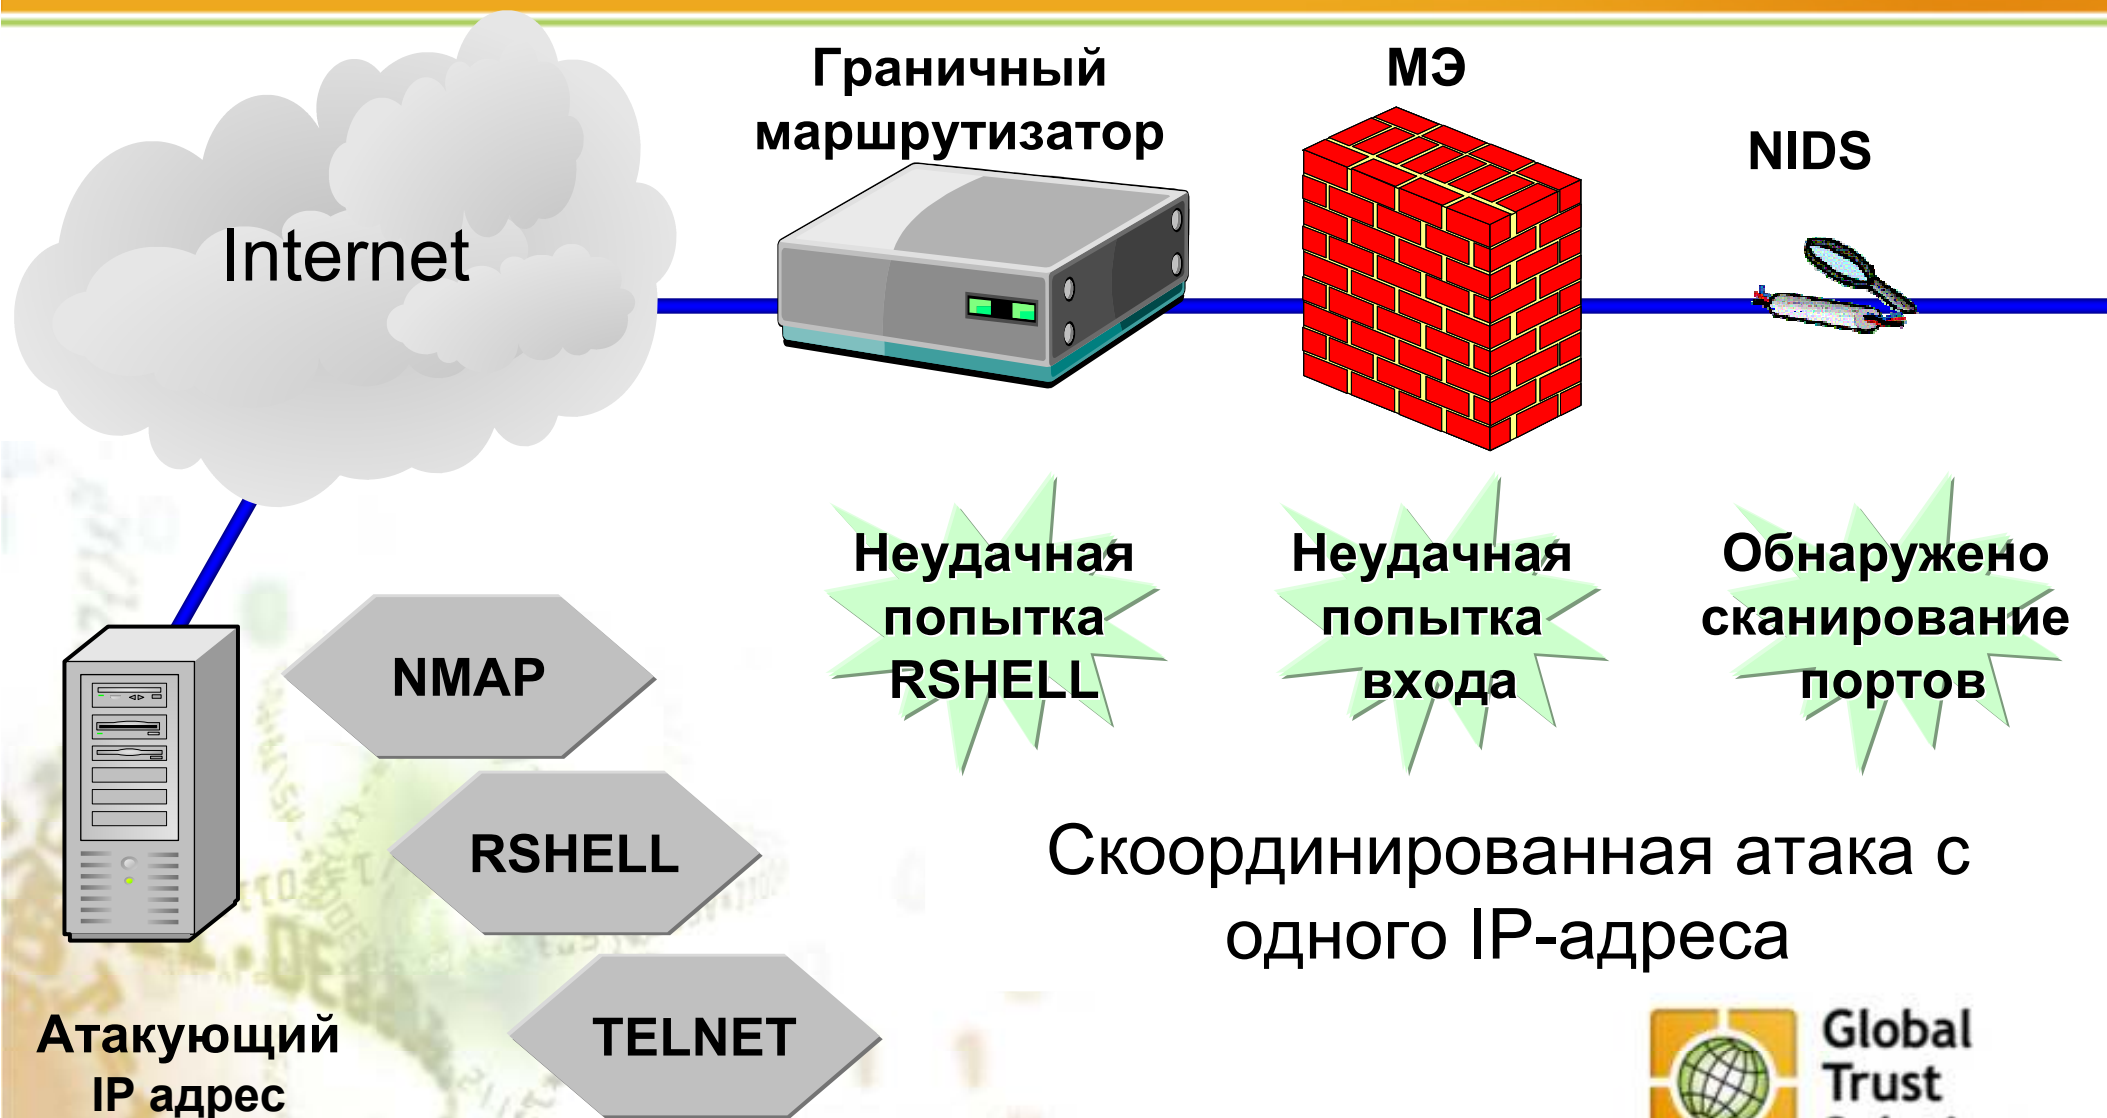 Граничный
маршрутизатор
МЭ
NIDS
Internet
Неудачная
попытка
RSHELL
Неудачная
попытка
входа
Обнаружено
сканирование
портов
NMAP
RSHELL
TELNET
Скоординированная атака с
одного IP-адреса
Атакующий
IP адрес
Global
Trust